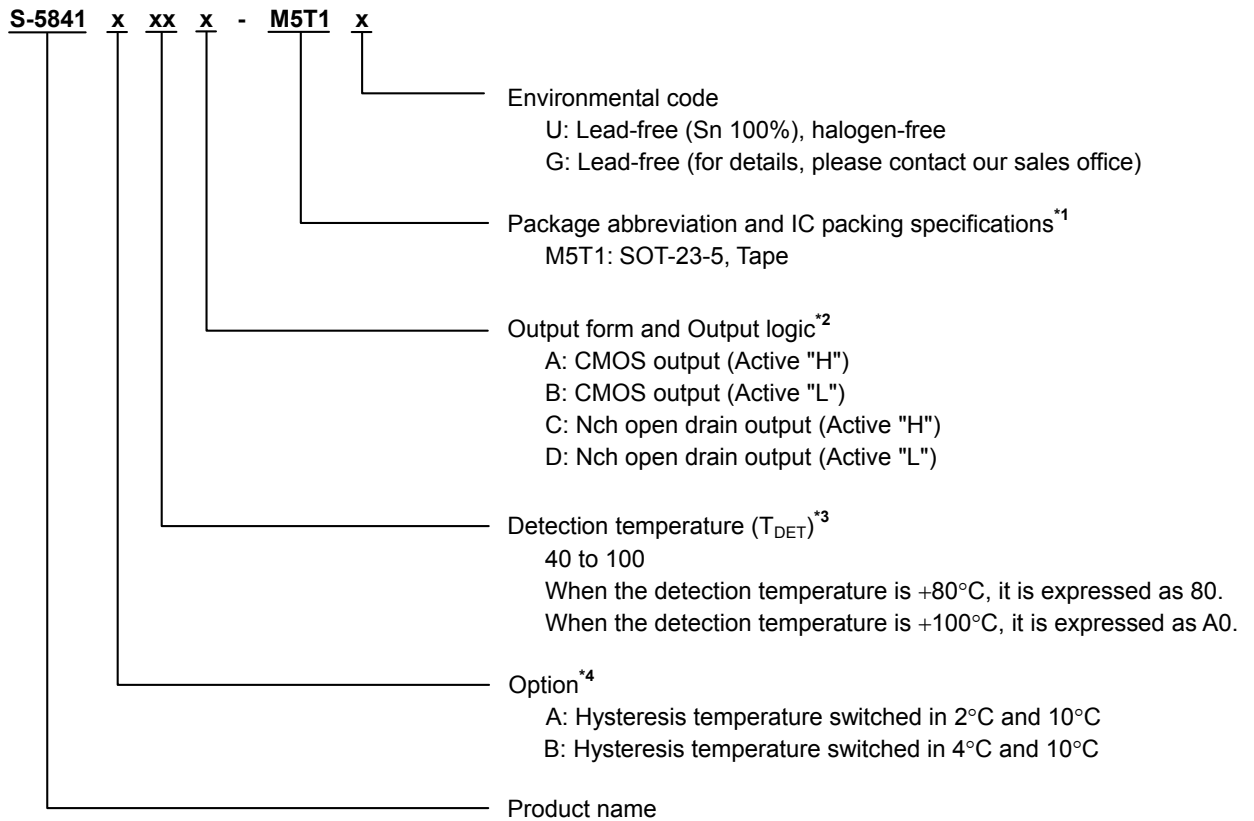 S-5841 x xx x - M5T1 x
Environmental code
U: Lead-free (Sn 100%), halogen-free
G: Lead-free (for details, please contact our sales office)
Package abbreviation and IC packing specifications*1
M5T1: SOT-23-5, Tape
Output form and Output logic*2
A: CMOS output (Active "H")
B: CMOS output (Active "L")
C: Nch open drain output (Active "H")
D: Nch open drain output (Active "L")
Detection temperature (TDET)*3
40 to 100
When the detection temperature is +80°C, it is expressed as 80.
When the detection temperature is +100°C, it is expressed as A0.
Option*4
A: Hysteresis temperature switched in 2°C and 10°C
B: Hysteresis temperature switched in 4°C and 10°C
Product name